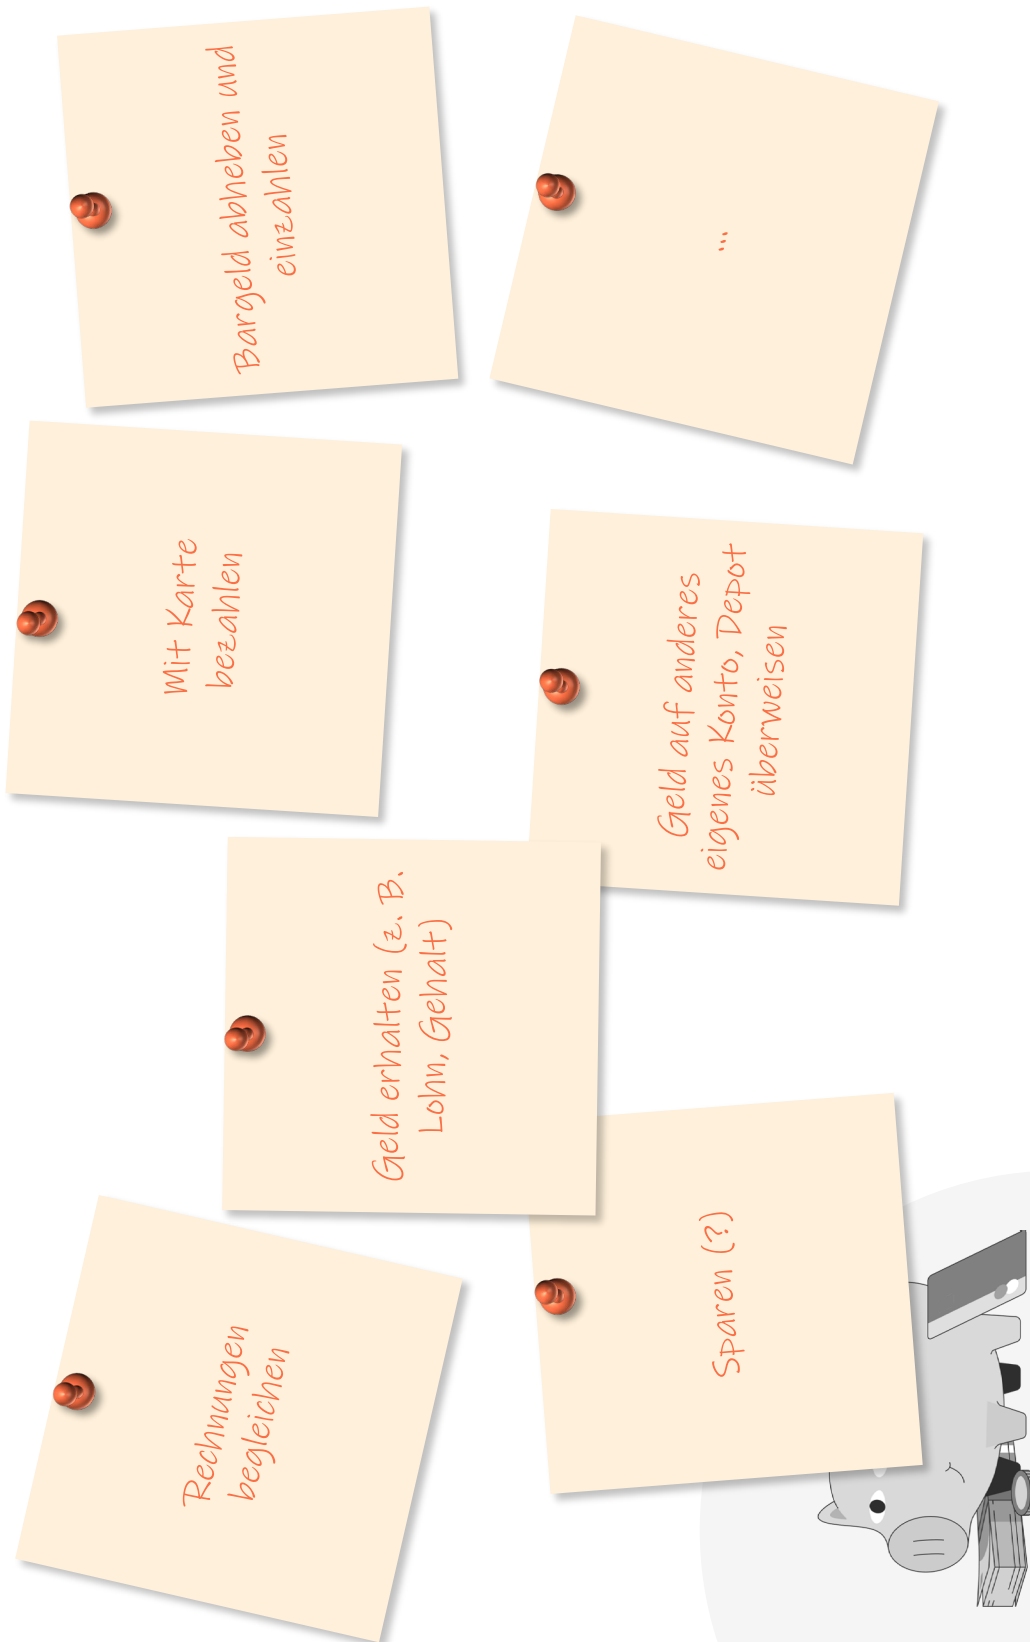 Rechnungen
begleichen
Geld erhalten (z. B.
Lohn, Gehalt)
Mit Karte
bezahlen
Bargeld abheben und
einzahlen
Sparen (?)
Geld auf anderes
eigenes Konto, Depot
überweisen
...